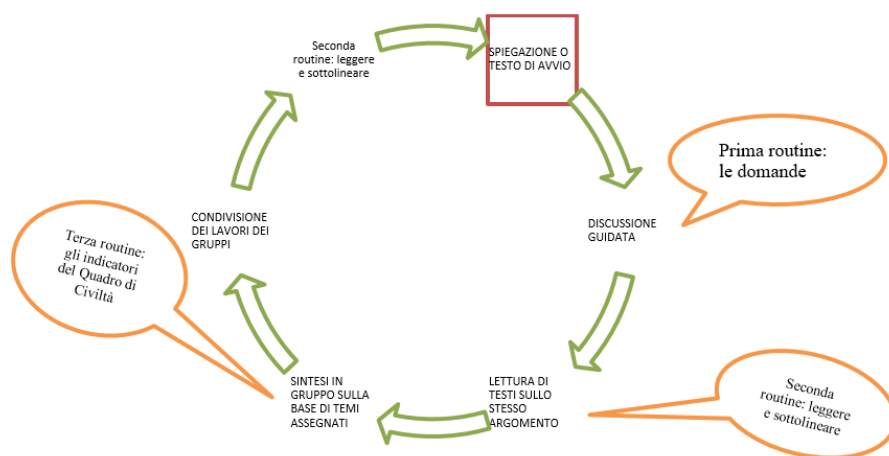 Seconda
routine: leggere
e sottolineare
SPIEGAZIONE O
TESTO DI AVVIO
Prima routine:
le domande
DISCUSSIONE
GUIDATA
CONDIVISIONE
DEI LAVORI DEI
GRUPPI
Terza routine:
gli indicatori
del Quadro di
Civiltà
SINTESI IN
GRUPPO SULLA
BASE DI TEMI
ASSEGNATI
LETTURA DI
TESTI SULLO
STESSO
ARGOMENTO
Seconda
routine: leggere
e sottolineare